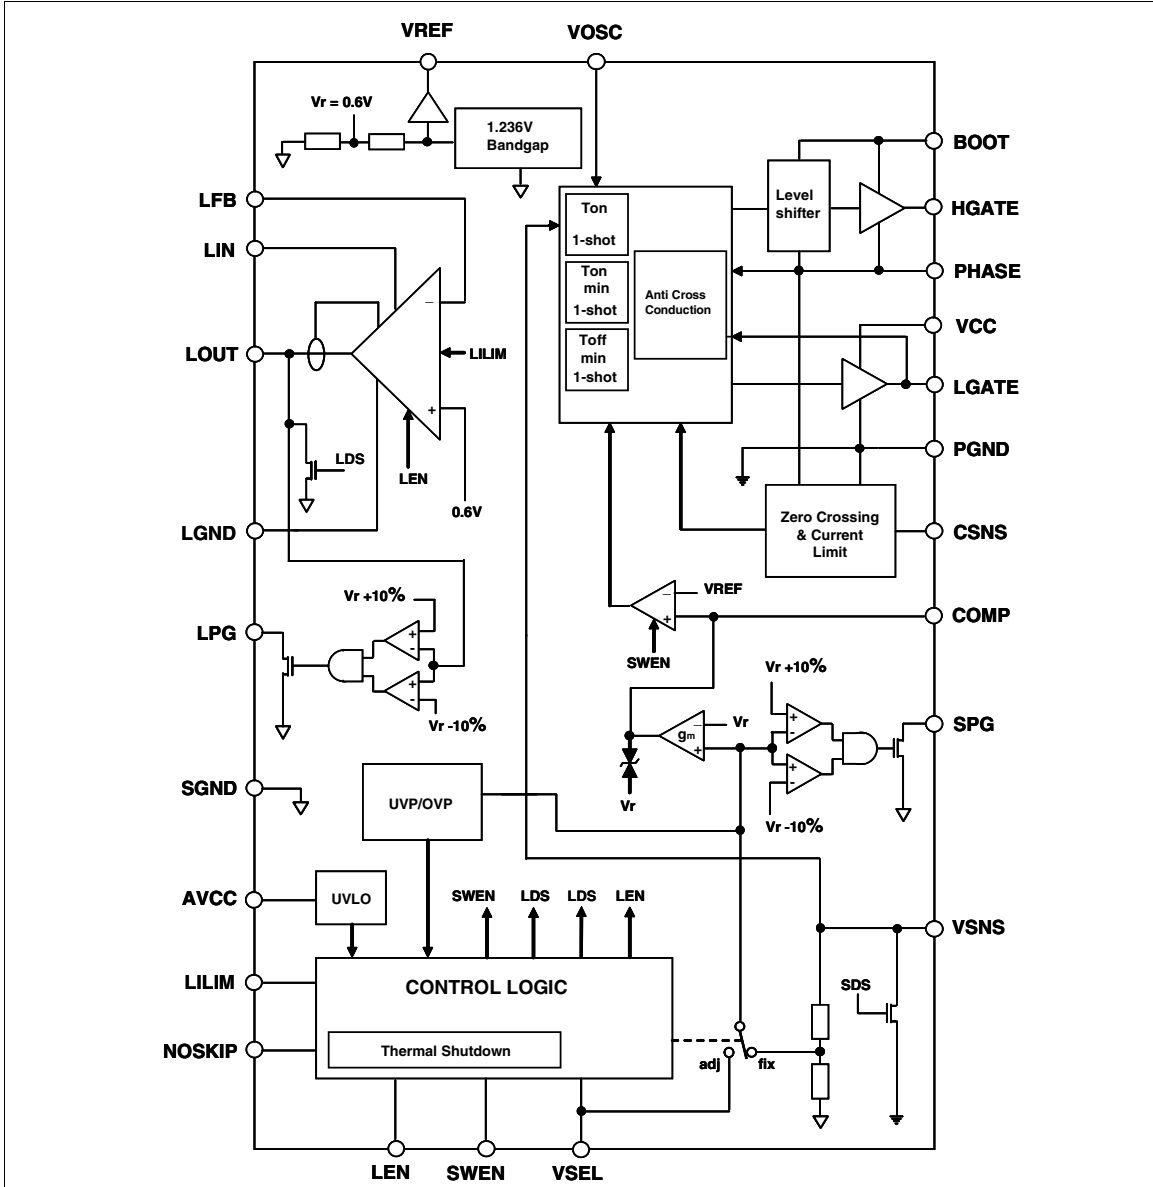 VREF
VOSC
Vr = 0.6V
1.236V
Bandgap
BOOT
LFB
Ton
1-shot
Level
shifter
HGATE
LIN
Ton
min
1-shot
Anti Cross
Conduction
PHASE
−
VCC
LOUT
LILIM
Toff
min
1-shot
LGATE
+
LDS
LEN
0.6V
PGND
LGND
Zero Crossing
& Current
Limit
CSNS
Vr +10%
−
VREF
+
COMP
SWEN
LPG
+
-
+
-
Vr -10%
Vr +10%
gm
−
Vr
+
+
-
+
-
SPG
Vr
Vr -10%
SGND
UVP/OVP
AVCC
UVLO
SWEN
LDS
LDS
LEN
VSNS
LILIM
CONTROL LOGIC
SDS
NOSKIP
Thermal Shutdown
adj
fix
LEN
SWEN
VSEL